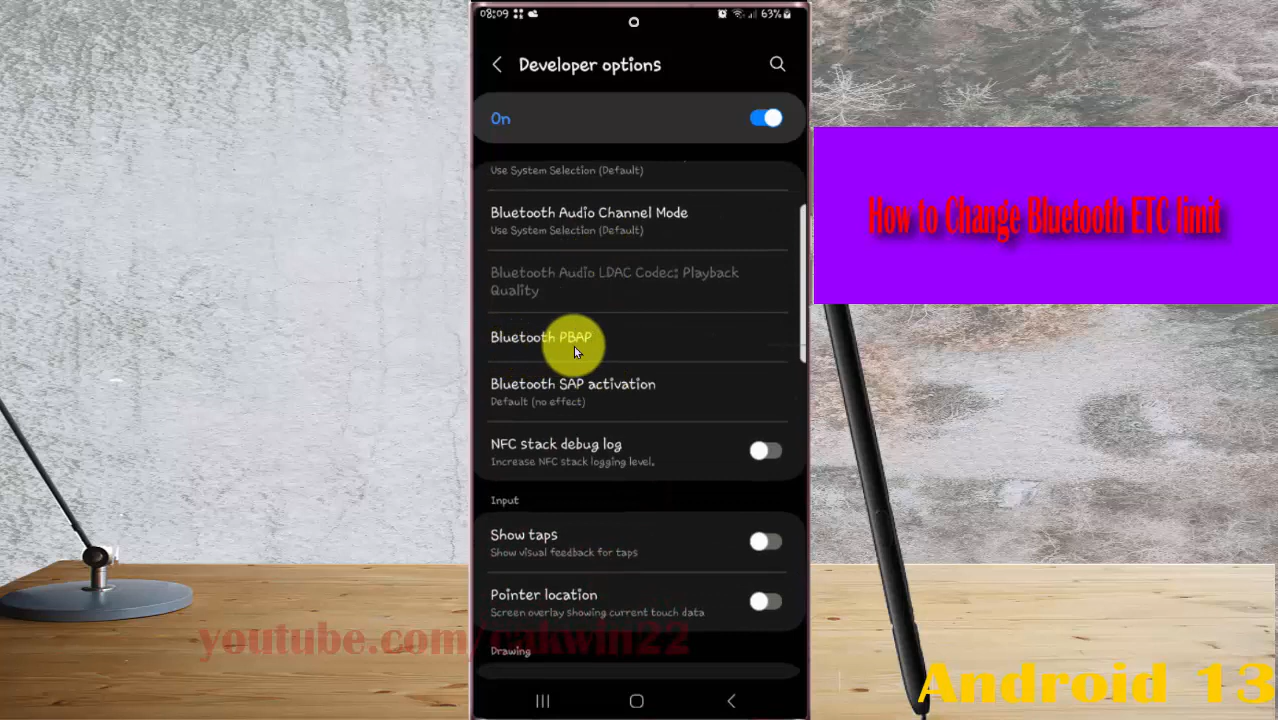 08:09
63%
Developer options
On
Use System Selection (Default)
Bluetooth Audio Channel Mode
Use System Selection (Default)
Bluetooth Audio LDAC Codec: Playback
Quality
Bluetooth PBAP
Bluetooth SAP activation
Default (no effect)
NFC stack debug log
Increase NFC stack logging level.
Input
Show taps
Show visual feedback for taps
Pointer location
Screen overlay showing current touch data
Drawing
How to Change Bluetooth ETC limit
youtube.com/cakwin22
Android 13